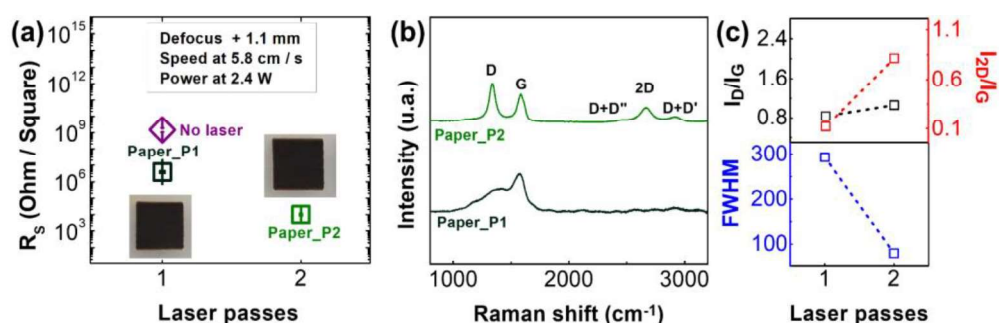 (a)
R_s (Ohm / Square)
10^15
10^12
10^9
10^6
10^3
Defocus + 1.1 mm
Speed at 5.8 cm / s
Power at 2.4 W
No laser
Paper_P1
Paper_P2
1
2
Laser passes
(b)
Intensity (u.a.)
D
G
D+D"
2D
D+D'
Paper_P2
Paper_P1
1000
2000
3000
Raman shift (cm^-1)
(c)
I_D/I_G
2.4
1.6
0.8
I_2D/I_G
1.1
0.6
0.1
FWHM
300
200
100
1
2
Laser passes